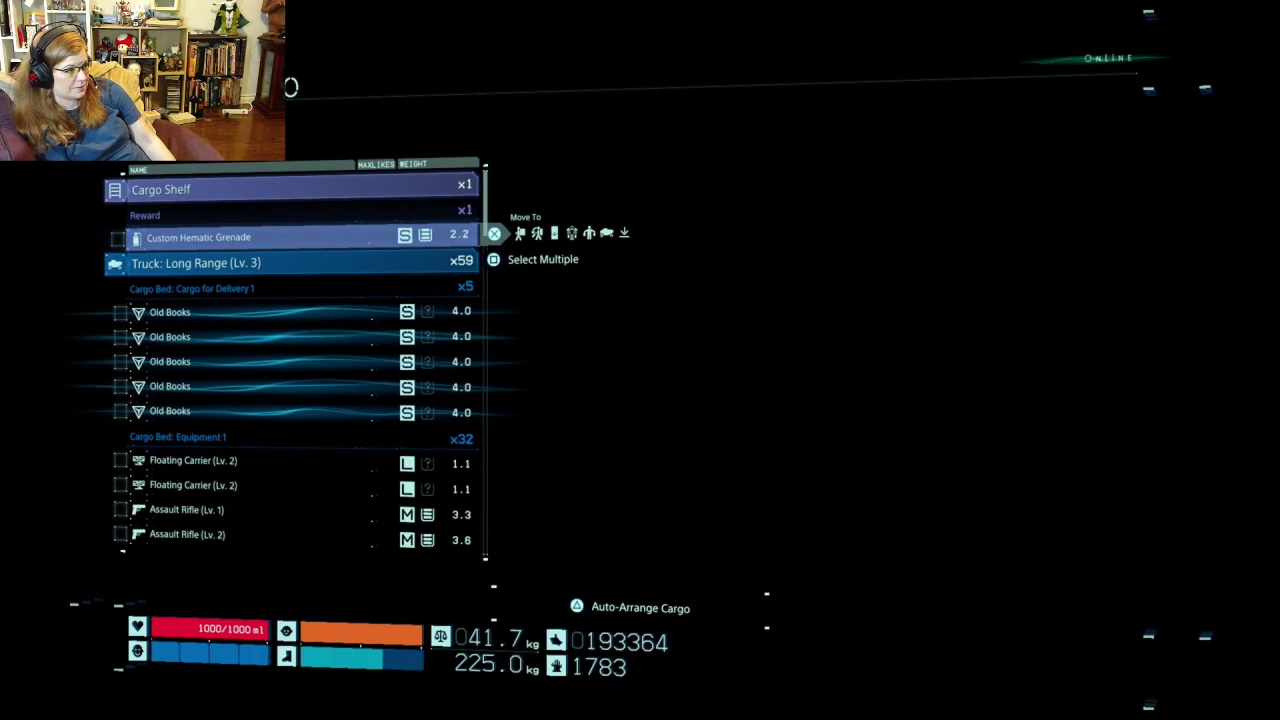 ONLINE
NAME MAXLIKES WEIGHT
Cargo Shelf x1
Reward x1
Custom Hematic Grenade S 2.2
Move To
Truck: Long Range (Lv. 3) x59
Select Multiple
Cargo Bed: Cargo for Delivery 1 x5
Old Books S ? 4.0
Old Books S ? 4.0
Old Books S ? 4.0
Old Books S ? 4.0
Old Books S ? 4.0
Cargo Bed: Equipment 1 x32
Floating Carrier (Lv. 2) L ? 1.1
Floating Carrier (Lv. 2) L ? 1.1
Assault Rifle (Lv. 1) M 3.3
Assault Rifle (Lv. 2) M 3.6
Auto-Arrange Cargo
1000/1000 ml
041.7 kg 0193364
225.0 kg 1783